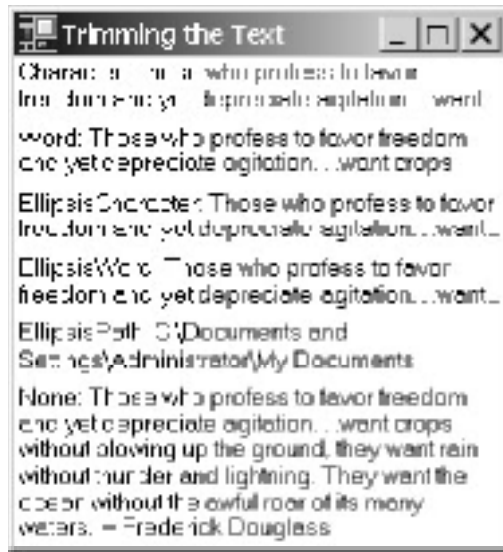 Trimming the Text
Character: Those who profess to favor
freedom and yet depreciate agitation...want
Word: Those who profess to favor freedom
and yet depreciate agitation...want crops
EllipsisCharacter: Those who profess to favor
freedom and yet depreciate agitation...want...
EllipsisWord: Those who profess to favor
freedom and yet depreciate agitation...want...
EllipsisPath: C:\Documents and
Settings\Administrator\My Documents
None: Those who profess to favor freedom
and yet depreciate agitation...want crops
without plowing up the ground, they want rain
without thunder and lightning. They want the
ocean without the awful roar of its many
waters. – Frederick Douglass